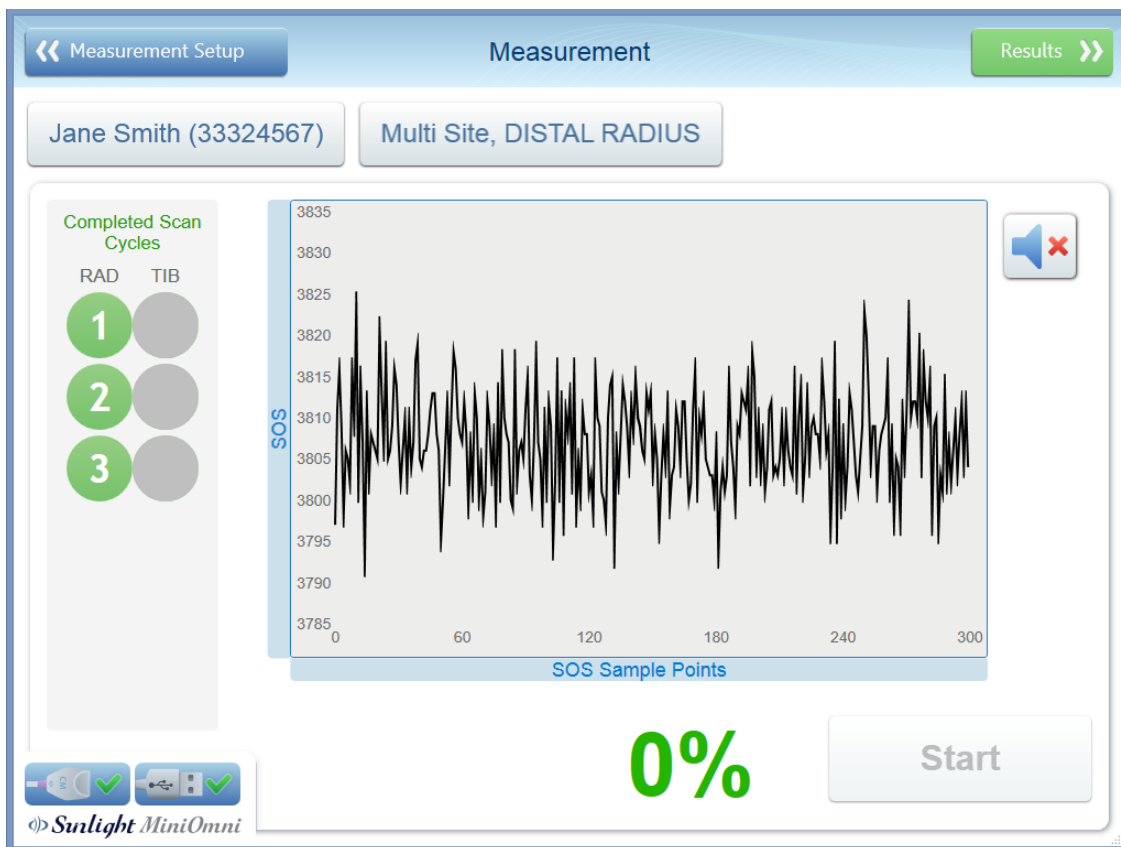 Measurement Setup
Measurement
Results
Jane Smith (33324567)
Multi Site, DISTAL RADIUS
Completed Scan
Cycles
RAD TIB
1
2
3
SOS
3835
3830
3825
3820
3815
3810
3805
3800
3795
3790
3785
0 60 120 180 240 300
SOS Sample Points
0%
Start
CM
Sunlight MiniOmni